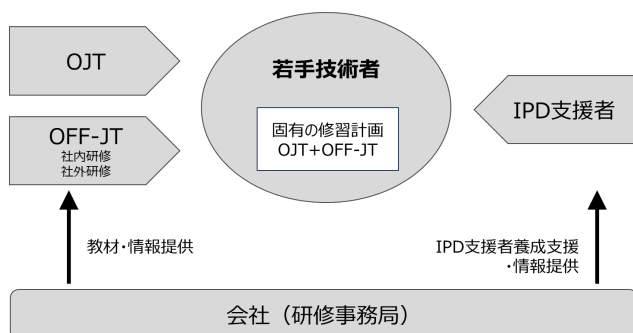 OJT
若手技術者
固有の修習計画
OJT+OFF-JT
IPD支援者
OFF-JT
社内研修
社外研修
教材・情報提供
IPD支援者養成支援
・情報提供
会社（研修事務局）